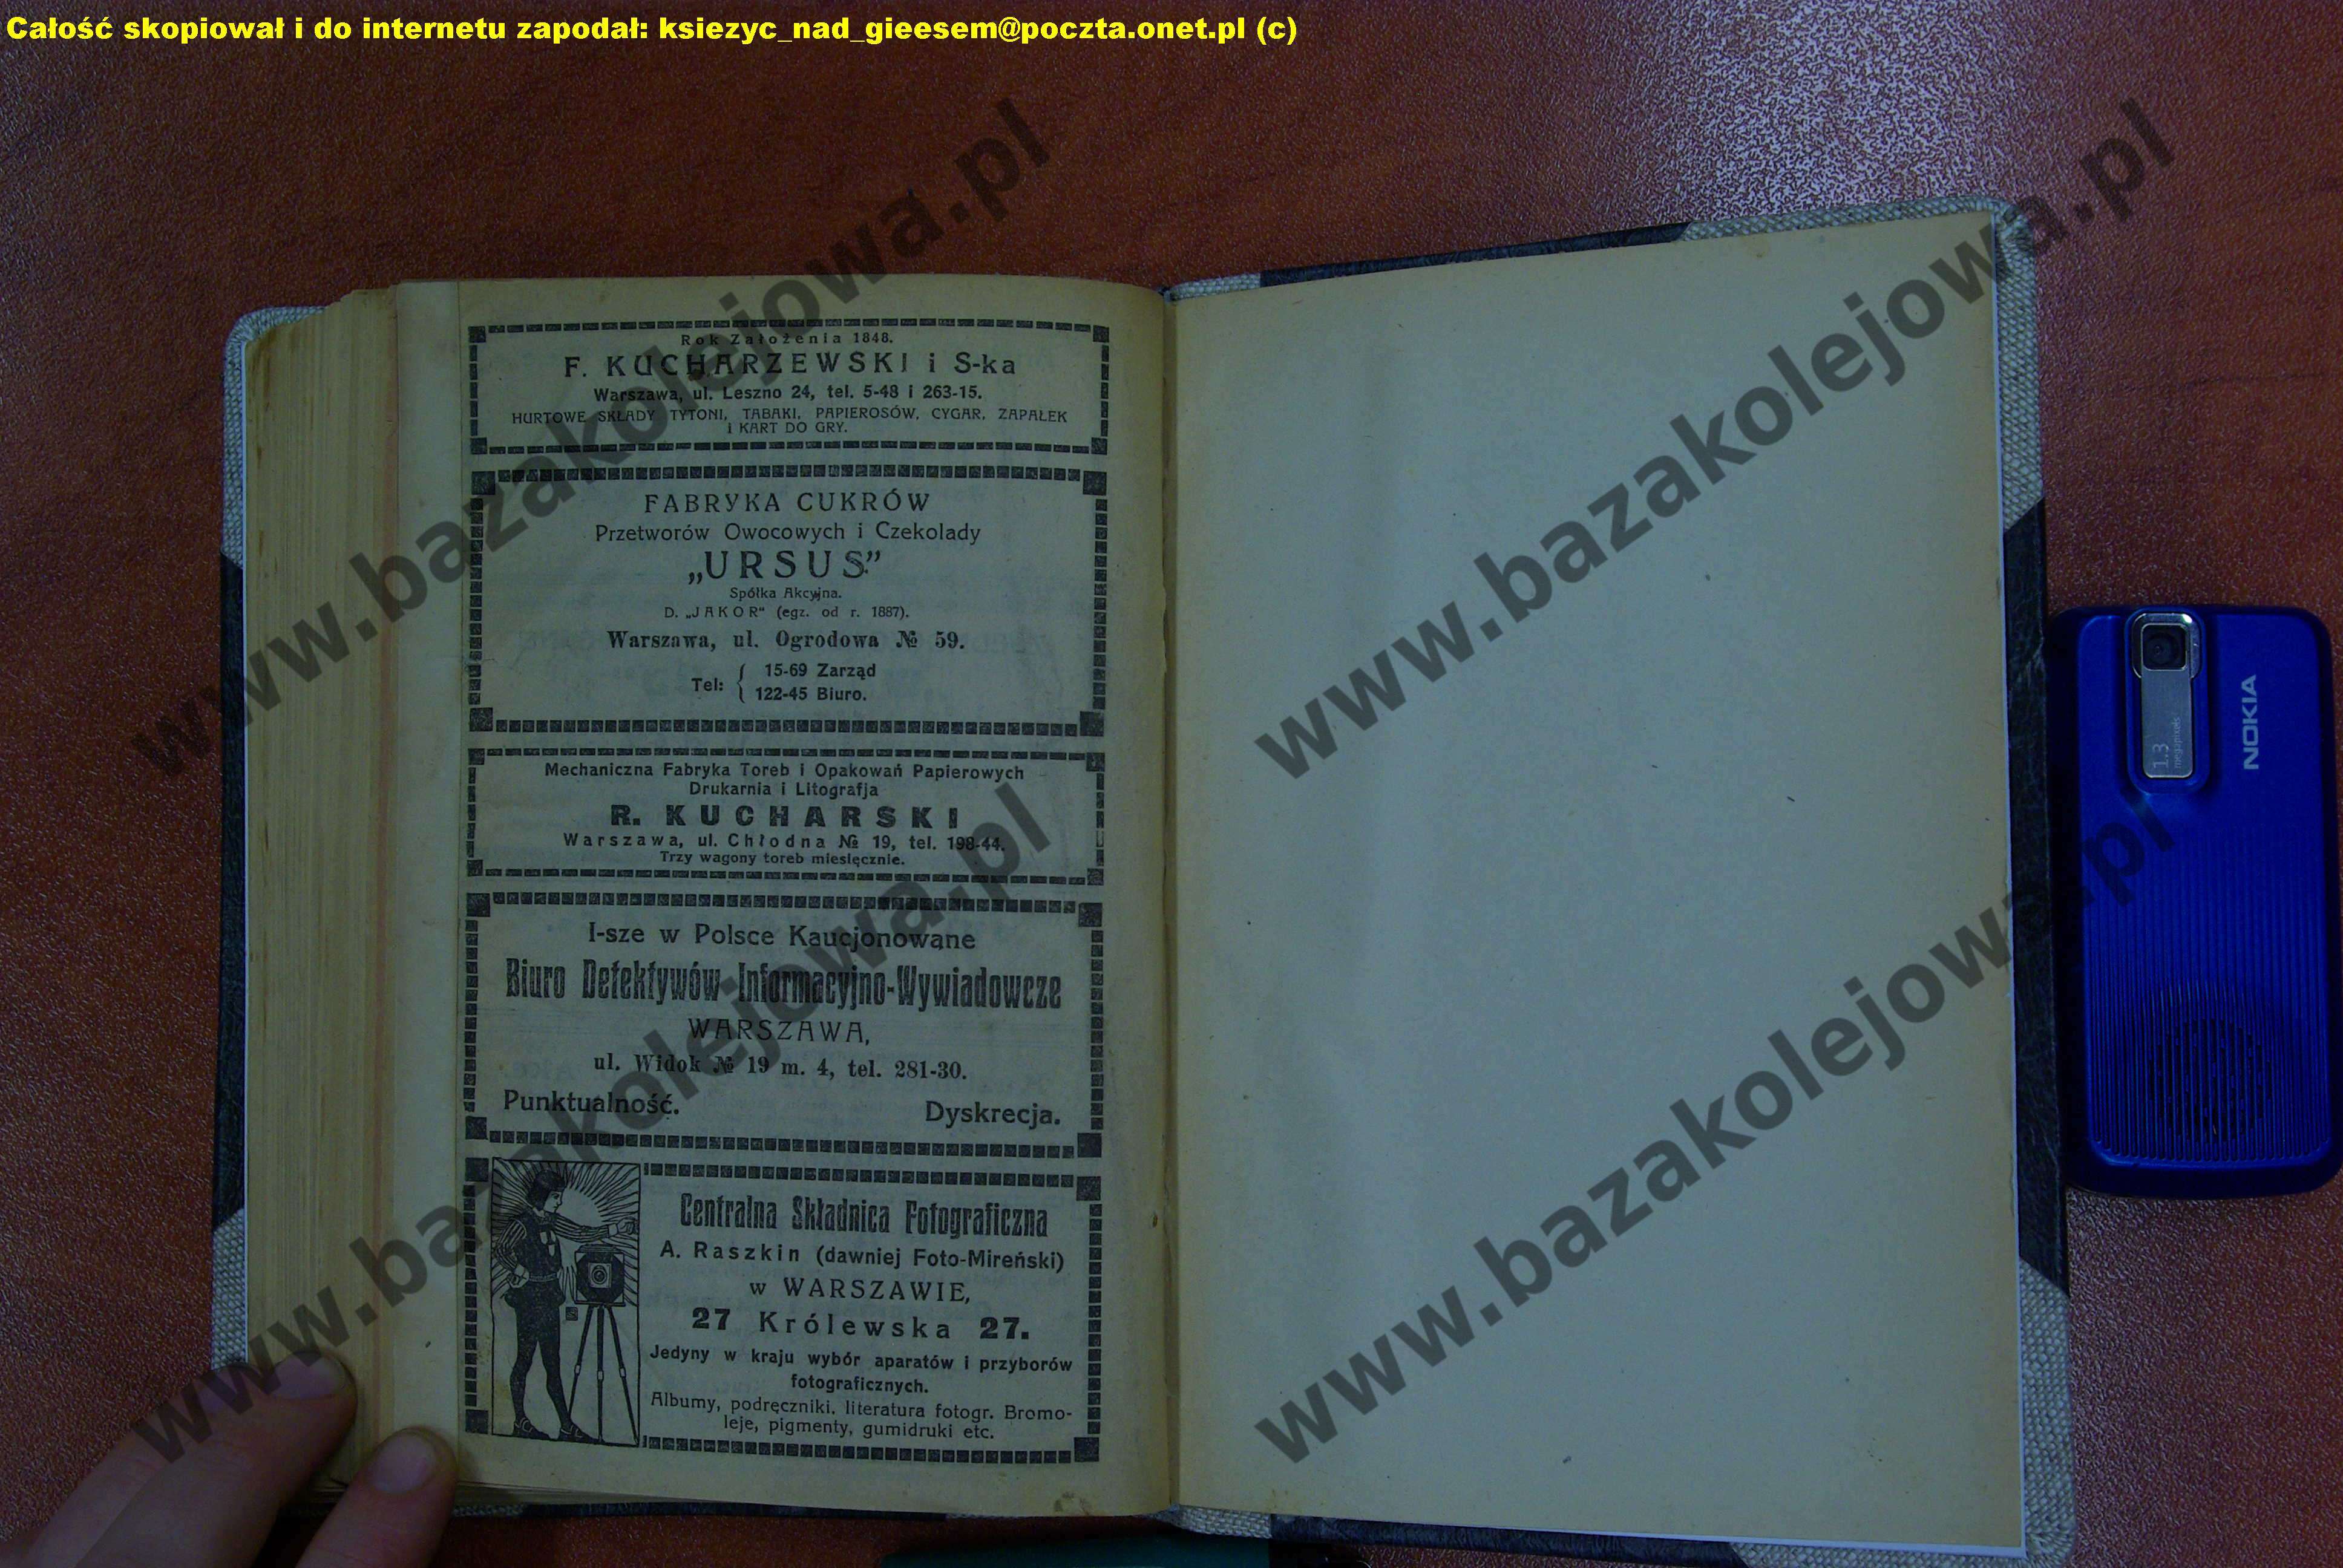 Całość skopiował i do internetu zapodał: ksiezyc_nad_gieesem@poczta.onet.pl (c)
Rok Założenia 1848.
F. KUCHARZEWSKI i S-ka
Warszawa, ul. Leszno 24, tel. 5-48 i 263-15.
HURTOWE SKŁADY TYTONI, TABAKI, PAPIEROSÓW, CYGAR, ZAPAŁEK
I KART DO GRY.
FABRYKA CUKRÓW
Przetworów Owocowych i Czekolady
„URSUS”
Spółka Akcyjna.
D. „JAKOR“ (egz. od r. 1887).
Warszawa, ul. Ogrodowa № 59.
Tel: { 15-69 Zarząd
122-45 Biuro.
Mechaniczna Fabryka Toreb i Opakowań Papierowych
Drukarnia i Litografja
R. KUCHARSKI
Warszawa, ul. Chłodna № 19, tel. 198-44.
Trzy wagony toreb miesięcznie.
I-sze w Polsce Kaucjonowane
Biuro Detektywów Informacyjno-Wywiadowcze
WARSZAWA,
ul. Widok № 19 m. 4, tel. 281-30.
Punktualność. Dyskrecja.
Centralna Składnica Fotograficzna
A. Raszkin (dawniej Foto-Mireński)
w WARSZAWIE,
27 Królewska 27.
Jedyny w kraju wybór aparatów i przyborów
fotograficznych.
Albumy, podręczniki, literatura fotogr. Bromo-
leje, pigmenty, gumidruki etc.
NOKIA
1.3
megapixels
www.bazakolejowa.pl
www.bazakolejowa.pl
www.bazakolejowa.pl
www.bazakolejowa.pl